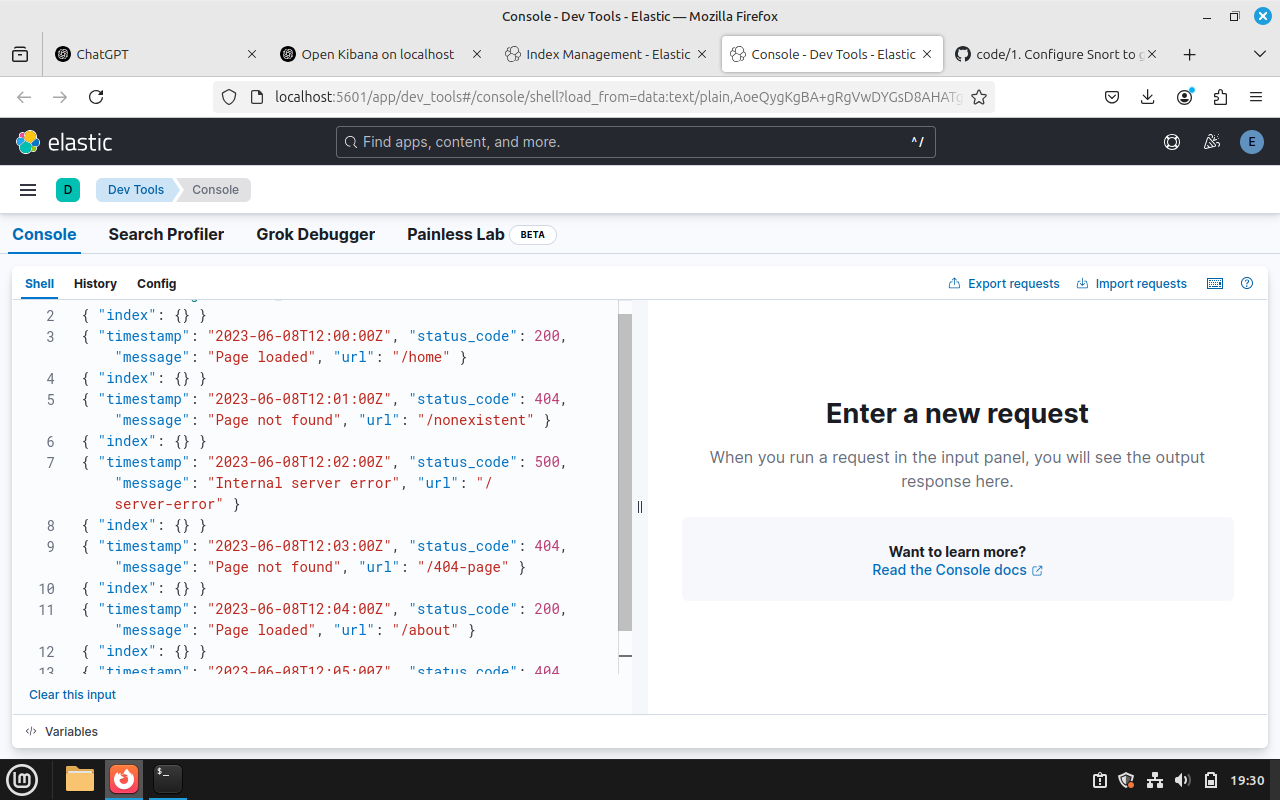 Console - Dev Tools - Elastic — Mozilla Firefox
ChatGPT
Open Kibana on localhost
Index Management - Elastic
Console - Dev Tools - Elastic
code/1. Configure Snort to g
localhost:5601/app/dev_tools#/console/shell?load_from=data:text/plain,AoeQygKgBA+gRgVwDYGsD8AHATg
elastic
Find apps, content, and more.
^/
E
D
Dev Tools
Console
Console
Search Profiler
Grok Debugger
Painless Lab
BETA
Shell
History
Config
Export requests
Import requests
2 { "index": {} }
3 { "timestamp": "2023-06-08T12:00:00Z", "status_code": 200,
"message": "Page loaded", "url": "/home" }
4 { "index": {} }
5 { "timestamp": "2023-06-08T12:01:00Z", "status_code": 404,
"message": "Page not found", "url": "/nonexistent" }
6 { "index": {} }
7 { "timestamp": "2023-06-08T12:02:00Z", "status_code": 500,
"message": "Internal server error", "url": "/
server-error" }
8 { "index": {} }
9 { "timestamp": "2023-06-08T12:03:00Z", "status_code": 404,
"message": "Page not found", "url": "/404-page" }
10 { "index": {} }
11 { "timestamp": "2023-06-08T12:04:00Z", "status_code": 200,
"message": "Page loaded", "url": "/about" }
12 { "index": {} }
13 { "timestamp": "2023-06-08T12:05:00Z", "status_code": 404,
Clear this input
Variables
Enter a new request
When you run a request in the input panel, you will see the output
response here.
Want to learn more?
Read the Console docs
19:30